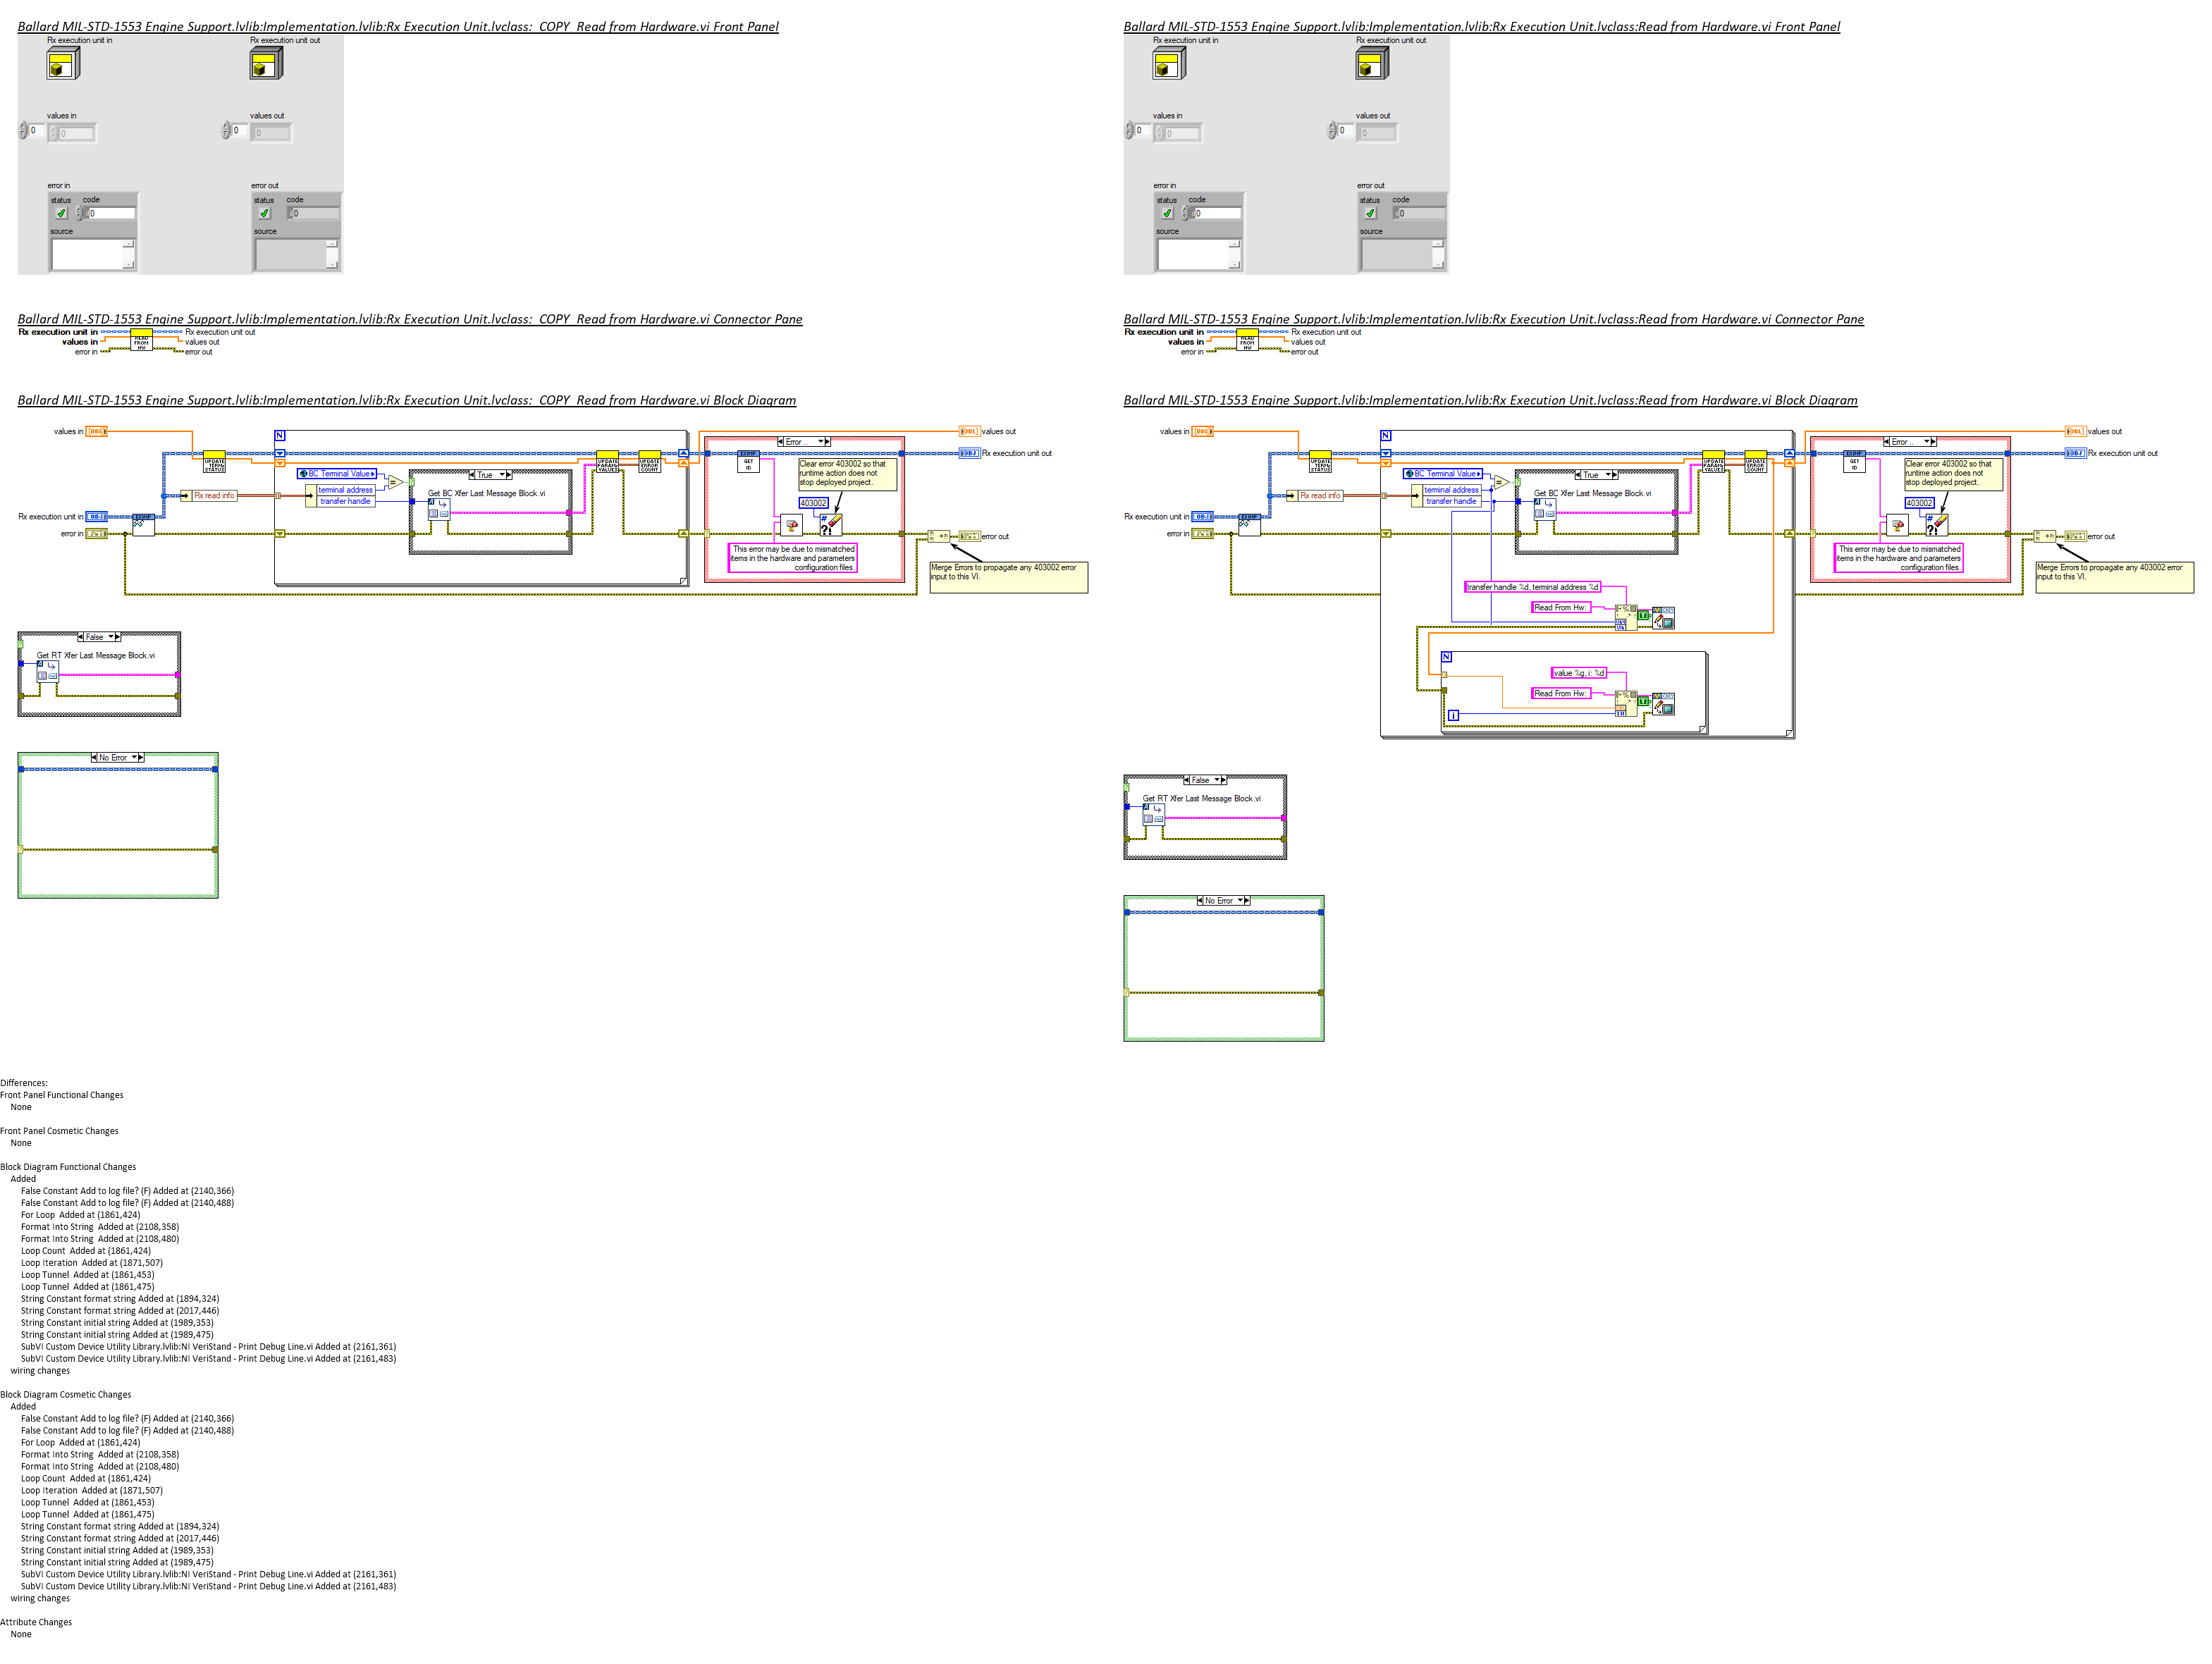 Ballard MIL-STD-1553 Engine Support.lvlib:Implementation.lvlib:Rx Execution Unit.lvclass:_COPY_Read from Hardware.vi Front Panel
Rx execution unit in
Rx execution unit out
values in
values out
0
0
0
0
error in
error out
status
code
status
code
0
0
source
source
Ballard MIL-STD-1553 Engine Support.lvlib:Implementation.lvlib:Rx Execution Unit.lvclass:_COPY_Read from Hardware.vi Connector Pane
Rx execution unit in
Rx execution unit out
values in
READ FROM HW
values out
error in
error out
Ballard MIL-STD-1553 Engine Support.lvlib:Implementation.lvlib:Rx Execution Unit.lvclass:_COPY_Read from Hardware.vi Block Diagram
values in
DBL
N
Error ..
DBL
values out
UPDATE TERM STATUS
UPDATE PARAM VALUES
UPDATE ERROR COUNT
GET ID
OBJ
Rx execution unit out
BC Terminal Value
True
Clear error 403002 so that
runtime action does not
stop deployed project.
terminal address
transfer handle
Get BC Xfer Last Message Block.vi
Rx read info
403002
Rx execution unit in
OBJ
error in
error out
This error may be due to mismatched
items in the hardware and parameters
configuration files.
Merge Errors to propagate any 403002 error
input to this VI.
False
Get RT Xfer Last Message Block.vi
No Error
Ballard MIL-STD-1553 Engine Support.lvlib:Implementation.lvlib:Rx Execution Unit.lvclass:Read from Hardware.vi Front Panel
Rx execution unit in
Rx execution unit out
values in
values out
0
0
0
0
error in
error out
status
code
status
code
0
0
source
source
Ballard MIL-STD-1553 Engine Support.lvlib:Implementation.lvlib:Rx Execution Unit.lvclass:Read from Hardware.vi Connector Pane
Rx execution unit in
Rx execution unit out
values in
READ FROM HW
values out
error in
error out
Ballard MIL-STD-1553 Engine Support.lvlib:Implementation.lvlib:Rx Execution Unit.lvclass:Read from Hardware.vi Block Diagram
values in
DBL
N
Error ..
DBL
values out
UPDATE TERM STATUS
UPDATE PARAM VALUES
UPDATE ERROR COUNT
GET ID
OBJ
Rx execution unit out
BC Terminal Value
True
Clear error 403002 so that
runtime action does not
stop deployed project.
terminal address
transfer handle
Get BC Xfer Last Message Block.vi
Rx read info
403002
Rx execution unit in
OBJ
error in
error out
This error may be due to mismatched
items in the hardware and parameters
configuration files.
Merge Errors to propagate any 403002 error
input to this VI.
transfer handle %d, terminal address %d
Read From Hw:
N
value %g, i: %d
Read From Hw:
i
False
Get RT Xfer Last Message Block.vi
No Error
Differences:
Front Panel Functional Changes
None
Front Panel Cosmetic Changes
None
Block Diagram Functional Changes
Added
False Constant Add to log file? (F) Added at (2140,366)
False Constant Add to log file? (F) Added at (2140,488)
For Loop Added at (1861,424)
Format Into String Added at (2108,358)
Format Into String Added at (2108,480)
Loop Count Added at (1861,424)
Loop Iteration Added at (1871,507)
Loop Tunnel Added at (1861,453)
Loop Tunnel Added at (1861,475)
String Constant format string Added at (1894,324)
String Constant format string Added at (2017,446)
String Constant initial string Added at (1989,353)
String Constant initial string Added at (1989,475)
SubVI Custom Device Utility Library.lvlib:NI VeriStand - Print Debug Line.vi Added at (2161,361)
SubVI Custom Device Utility Library.lvlib:NI VeriStand - Print Debug Line.vi Added at (2161,483)
wiring changes
Block Diagram Cosmetic Changes
Added
False Constant Add to log file? (F) Added at (2140,366)
False Constant Add to log file? (F) Added at (2140,488)
For Loop Added at (1861,424)
Format Into String Added at (2108,358)
Format Into String Added at (2108,480)
Loop Count Added at (1861,424)
Loop Iteration Added at (1871,507)
Loop Tunnel Added at (1861,453)
Loop Tunnel Added at (1861,475)
String Constant format string Added at (1894,324)
String Constant format string Added at (2017,446)
String Constant initial string Added at (1989,353)
String Constant initial string Added at (1989,475)
SubVI Custom Device Utility Library.lvlib:NI VeriStand - Print Debug Line.vi Added at (2161,361)
SubVI Custom Device Utility Library.lvlib:NI VeriStand - Print Debug Line.vi Added at (2161,483)
wiring changes
Attribute Changes
None